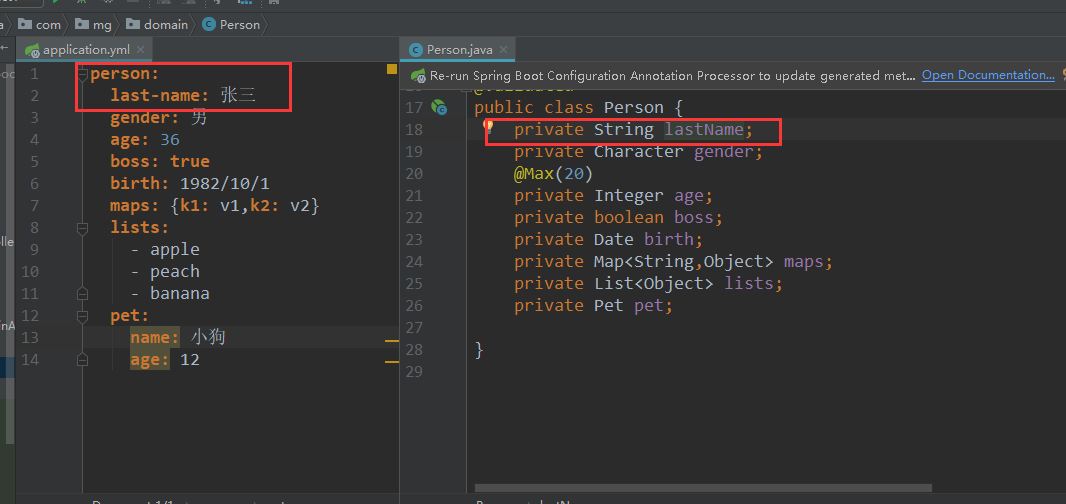 com mg domain Person
application.yml
Person.java
Re-run Spring Boot Configuration Annotation Processor to update generated met... Open Documentation...
1 person:
2 last-name: 张三
3 gender: 男
4 age: 36
5 boss: true
6 birth: 1982/10/1
7 maps: {k1: v1,k2: v2}
8 lists:
9 - apple
10 - peach
11 - banana
12 pet:
13 name: 小狗
14 age: 12
17 public class Person {
18 private String lastName;
19 private Character gender;
20 @Max(20)
21 private Integer age;
22 private boolean boss;
23 private Date birth;
24 private Map<String,Object> maps;
25 private List<Object> lists;
26 private Pet pet;
27
28 }
29